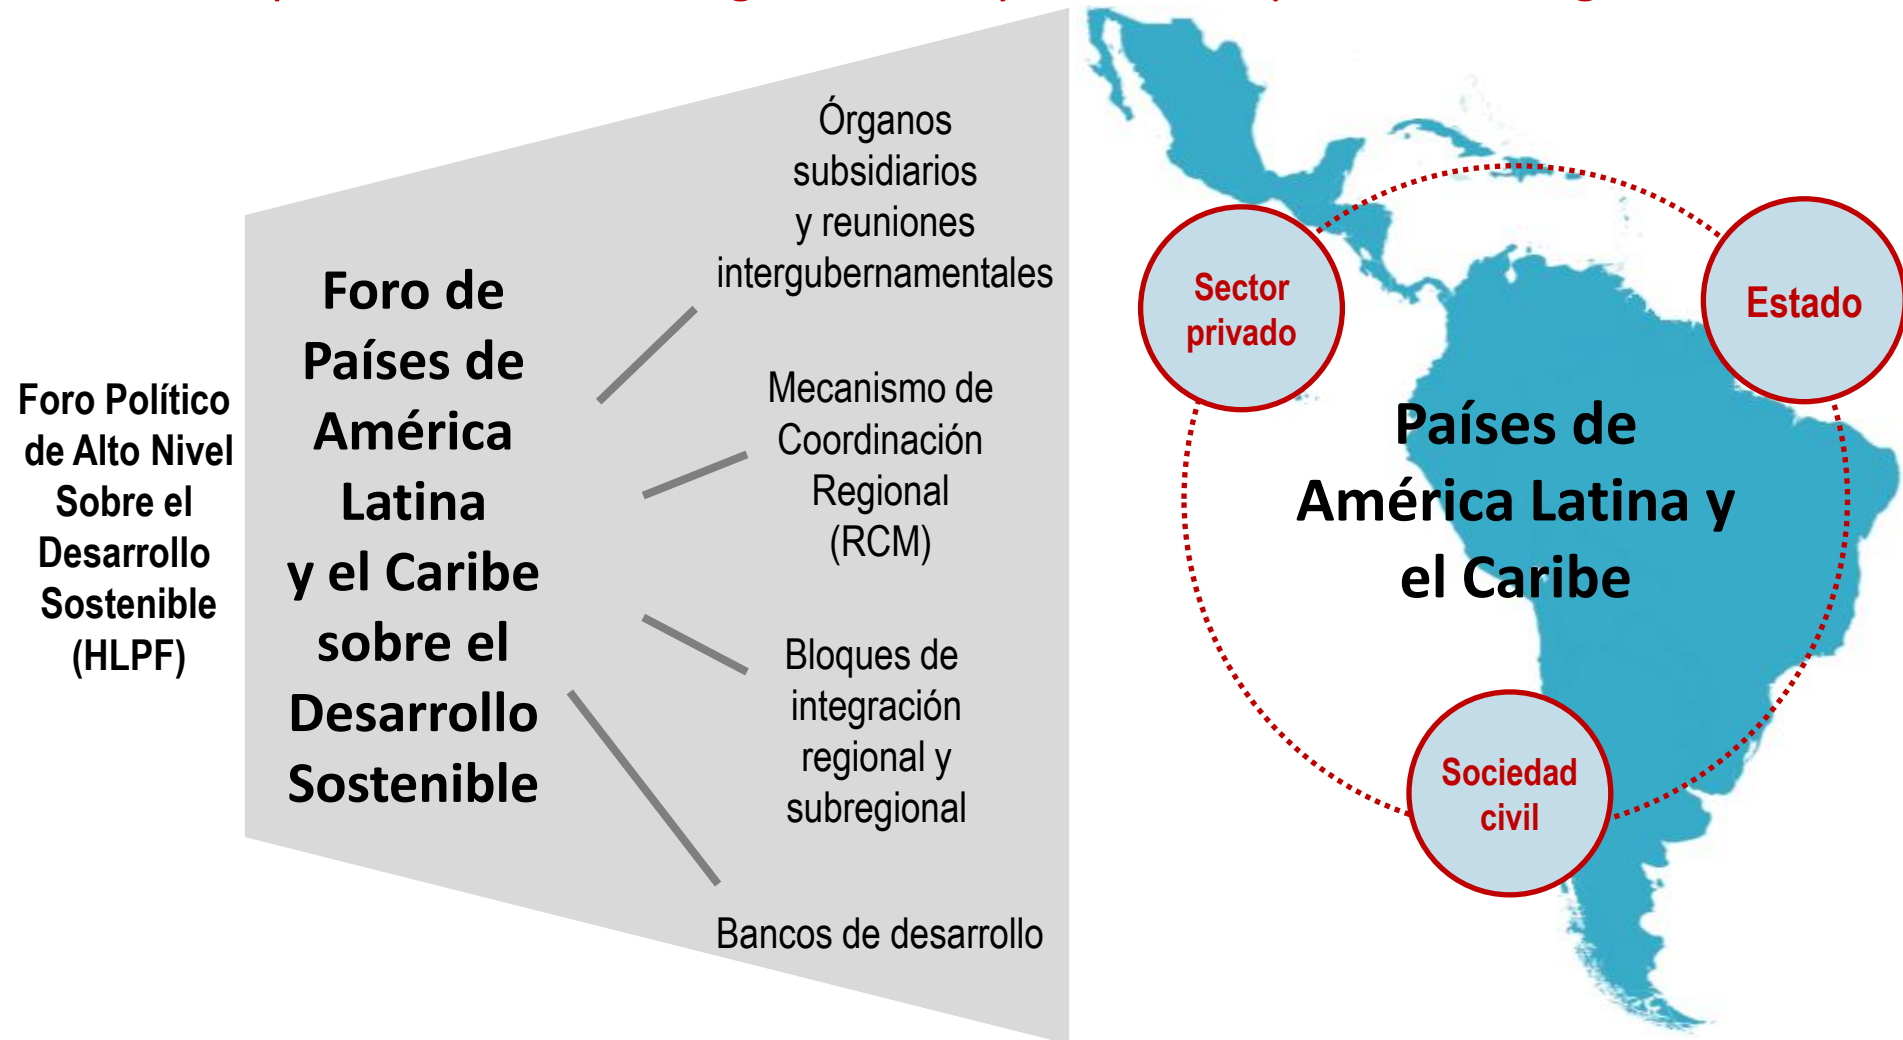 Foro Político
de Alto Nivel
Sobre el
Desarrollo
Sostenible
(HLPF)
Foro de
Países de
América
Latina
y el Caribe
sobre el
Desarrollo
Sostenible
Órganos
subsidiarios
y reuniones
intergubernamentales
Mecanismo de
Coordinación
Regional
(RCM)
Bloques de
integración
regional y
subregional
Bancos de desarrollo
Sector
privado
Estado
Países de
América Latina y
el Caribe
Sociedad
civil